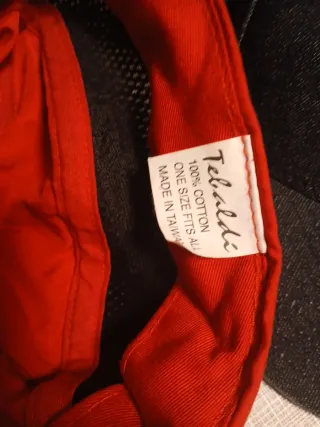 Tebaldi
100% COTTON
ONE SIZE FITS ALL
MADE IN TAIWAN